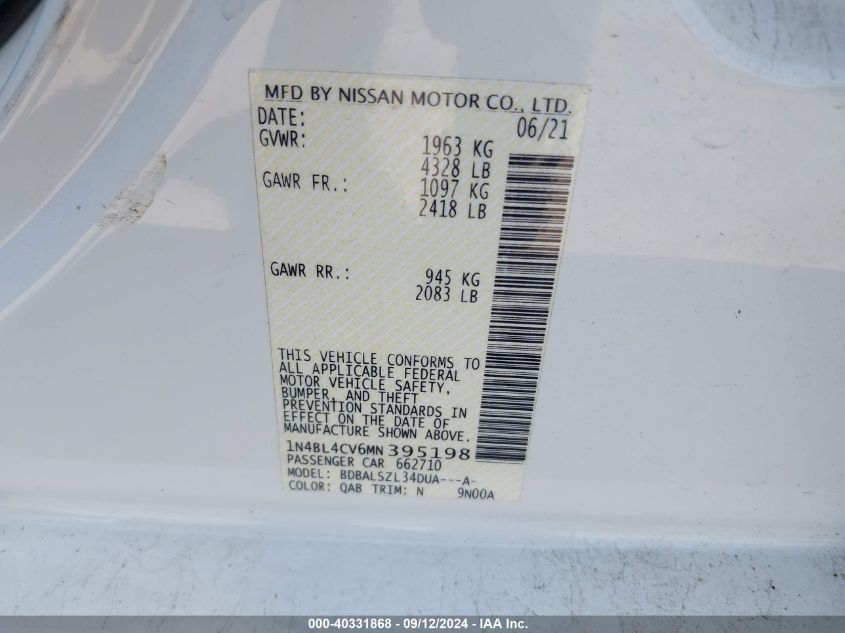 MFD BY NISSAN MOTOR CO., LTD.
DATE: 06/21
GVWR: 1963 KG
4328 LB
GAWR FR.: 1097 KG
2418 LB
GAWR RR.: 945 KG
2083 LB
THIS VEHICLE CONFORMS TO
ALL APPLICABLE FEDERAL
MOTOR VEHICLE SAFETY,
BUMPER, AND THEFT
PREVENTION STANDARDS IN
EFFECT ON THE DATE OF
MANUFACTURE SHOWN ABOVE.
1N4BL4CV6MN395198
PASSENGER CAR 662710
MODEL: BDBALSZL34DUA---A-
COLOR: QAB TRIM: N 9N00A
000-40331868 - 09/12/2024 - IAA Inc.